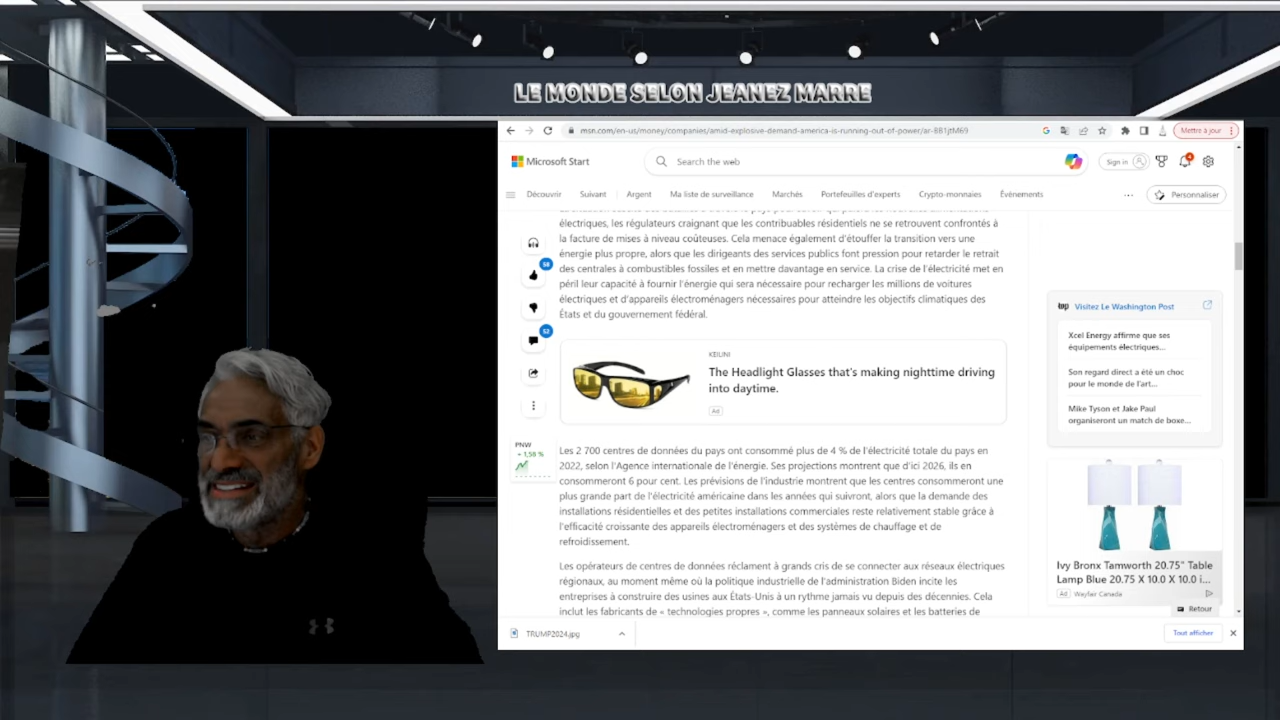 LE MONDE SELON JEANEZ MARRE
msn.com/en-us/money/companies/amid-explosive-demand-america-is-running-out-of-power/ar-BB1jtM69
Mettre à jour
Microsoft Start
Search the web
Sign in
Découvrir
Suivant
Argent
Ma liste de surveillance
Marchés
Portefeuilles d'experts
Crypto-monnaies
Événements
Personnaliser
électriques, les régulateurs craignant que les contribuables résidentiels ne se retrouvent confrontés à
la facture de mises à niveau coûteuses. Cela menace également d'étouffer la transition vers une
énergie plus propre, alors que les dirigeants des services publics font pression pour retarder le retrait
des centrales à combustibles fossiles et en mettre davantage en service. La crise de l'électricité met en
péril leur capacité à fournir l'énergie qui sera nécessaire pour recharger les millions de voitures
électriques et d'appareils électroménagers nécessaires pour atteindre les objectifs climatiques des
États et du gouvernement fédéral.
KEILINI
The Headlight Glasses that's making nighttime driving
into daytime.
Ad
PNW
+ 1,58 %
Les 2 700 centres de données du pays ont consommé plus de 4 % de l'électricité totale du pays en
2022, selon l'Agence internationale de l'énergie. Ses projections montrent que d'ici 2026, ils en
consommeront 6 pour cent. Les prévisions de l'industrie montrent que les centres consommeront une
plus grande part de l'électricité américaine dans les années qui suivront, alors que la demande des
installations résidentielles et des petites installations commerciales reste relativement stable grâce à
l'efficacité croissante des appareils électroménagers et des systèmes de chauffage et de
refroidissement.
Les opérateurs de centres de données réclament à grands cris de se connecter aux réseaux électriques
régionaux, au moment même où la politique industrielle de l'administration Biden incite les
entreprises à construire des usines aux États-Unis à un rythme jamais vu depuis des décennies. Cela
inclut les fabricants de « technologies propres », comme les panneaux solaires et les batteries de
wp Visitez Le Washington Post
Xcel Energy affirme que ses
équipements électriques...
Son regard direct a été un choc
pour le monde de l'art...
Mike Tyson et Jake Paul
organiseront un match de boxe...
Ivy Bronx Tamworth 20.75" Table
Lamp Blue 20.75 X 10.0 X 10.0 i...
Ad Wayfair Canada
Retour
TRUMP2024.jpg
Tout afficher